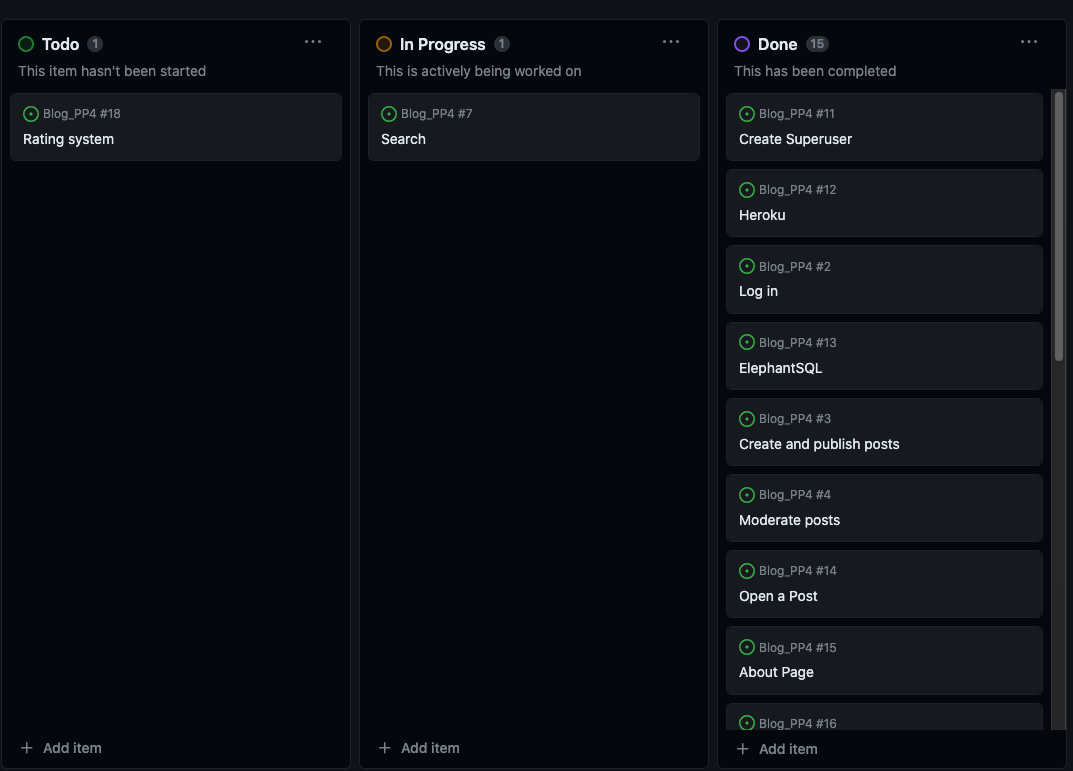 Todo 1
This item hasn't been started
Blog_PP4 #18
Rating system
Add item
In Progress 1
This is actively being worked on
Blog_PP4 #7
Search
Add item
Done 15
This has been completed
Blog_PP4 #11
Create Superuser
Blog_PP4 #12
Heroku
Blog_PP4 #2
Log in
Blog_PP4 #13
ElephantSQL
Blog_PP4 #3
Create and publish posts
Blog_PP4 #4
Moderate posts
Blog_PP4 #14
Open a Post
Blog_PP4 #15
About Page
Blog_PP4 #16
Add item